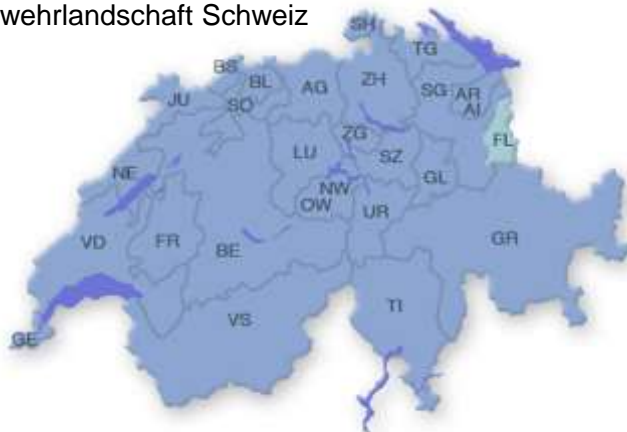 wehrlandschaft Schweiz
SH
TG
BS
BL
AG
ZH
SG
AR
AI
JU
SO
ZG
FL
LU
SZ
NE
NW
GL
OW
UR
VD
FR
BE
GR
VS
TI
GE